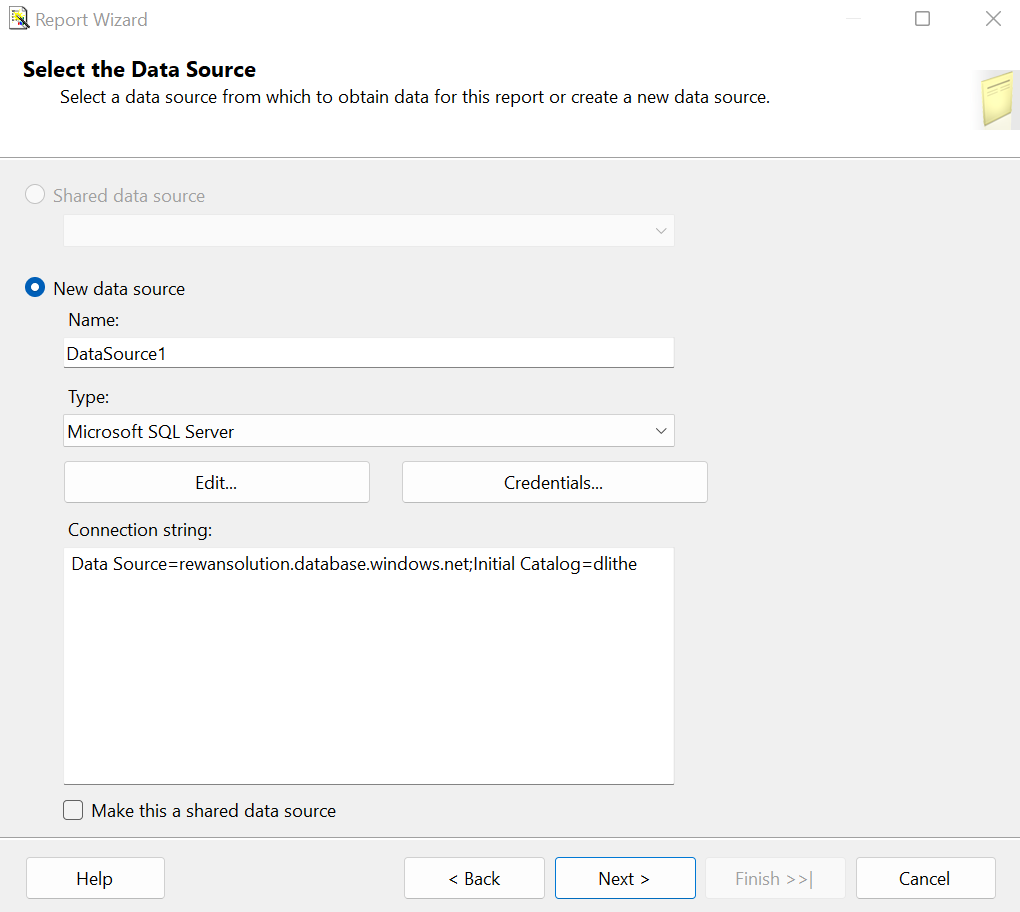 Report Wizard
Select the Data Source
Select a data source from which to obtain data for this report or create a new data source.
Shared data source
New data source
Name:
DataSource1
Type:
Microsoft SQL Server
Edit... Credentials...
Connection string:
Data Source=rewansolution.database.windows.net;Initial Catalog=dlithe
Make this a shared data source
Help < Back Next > Finish >>| Cancel